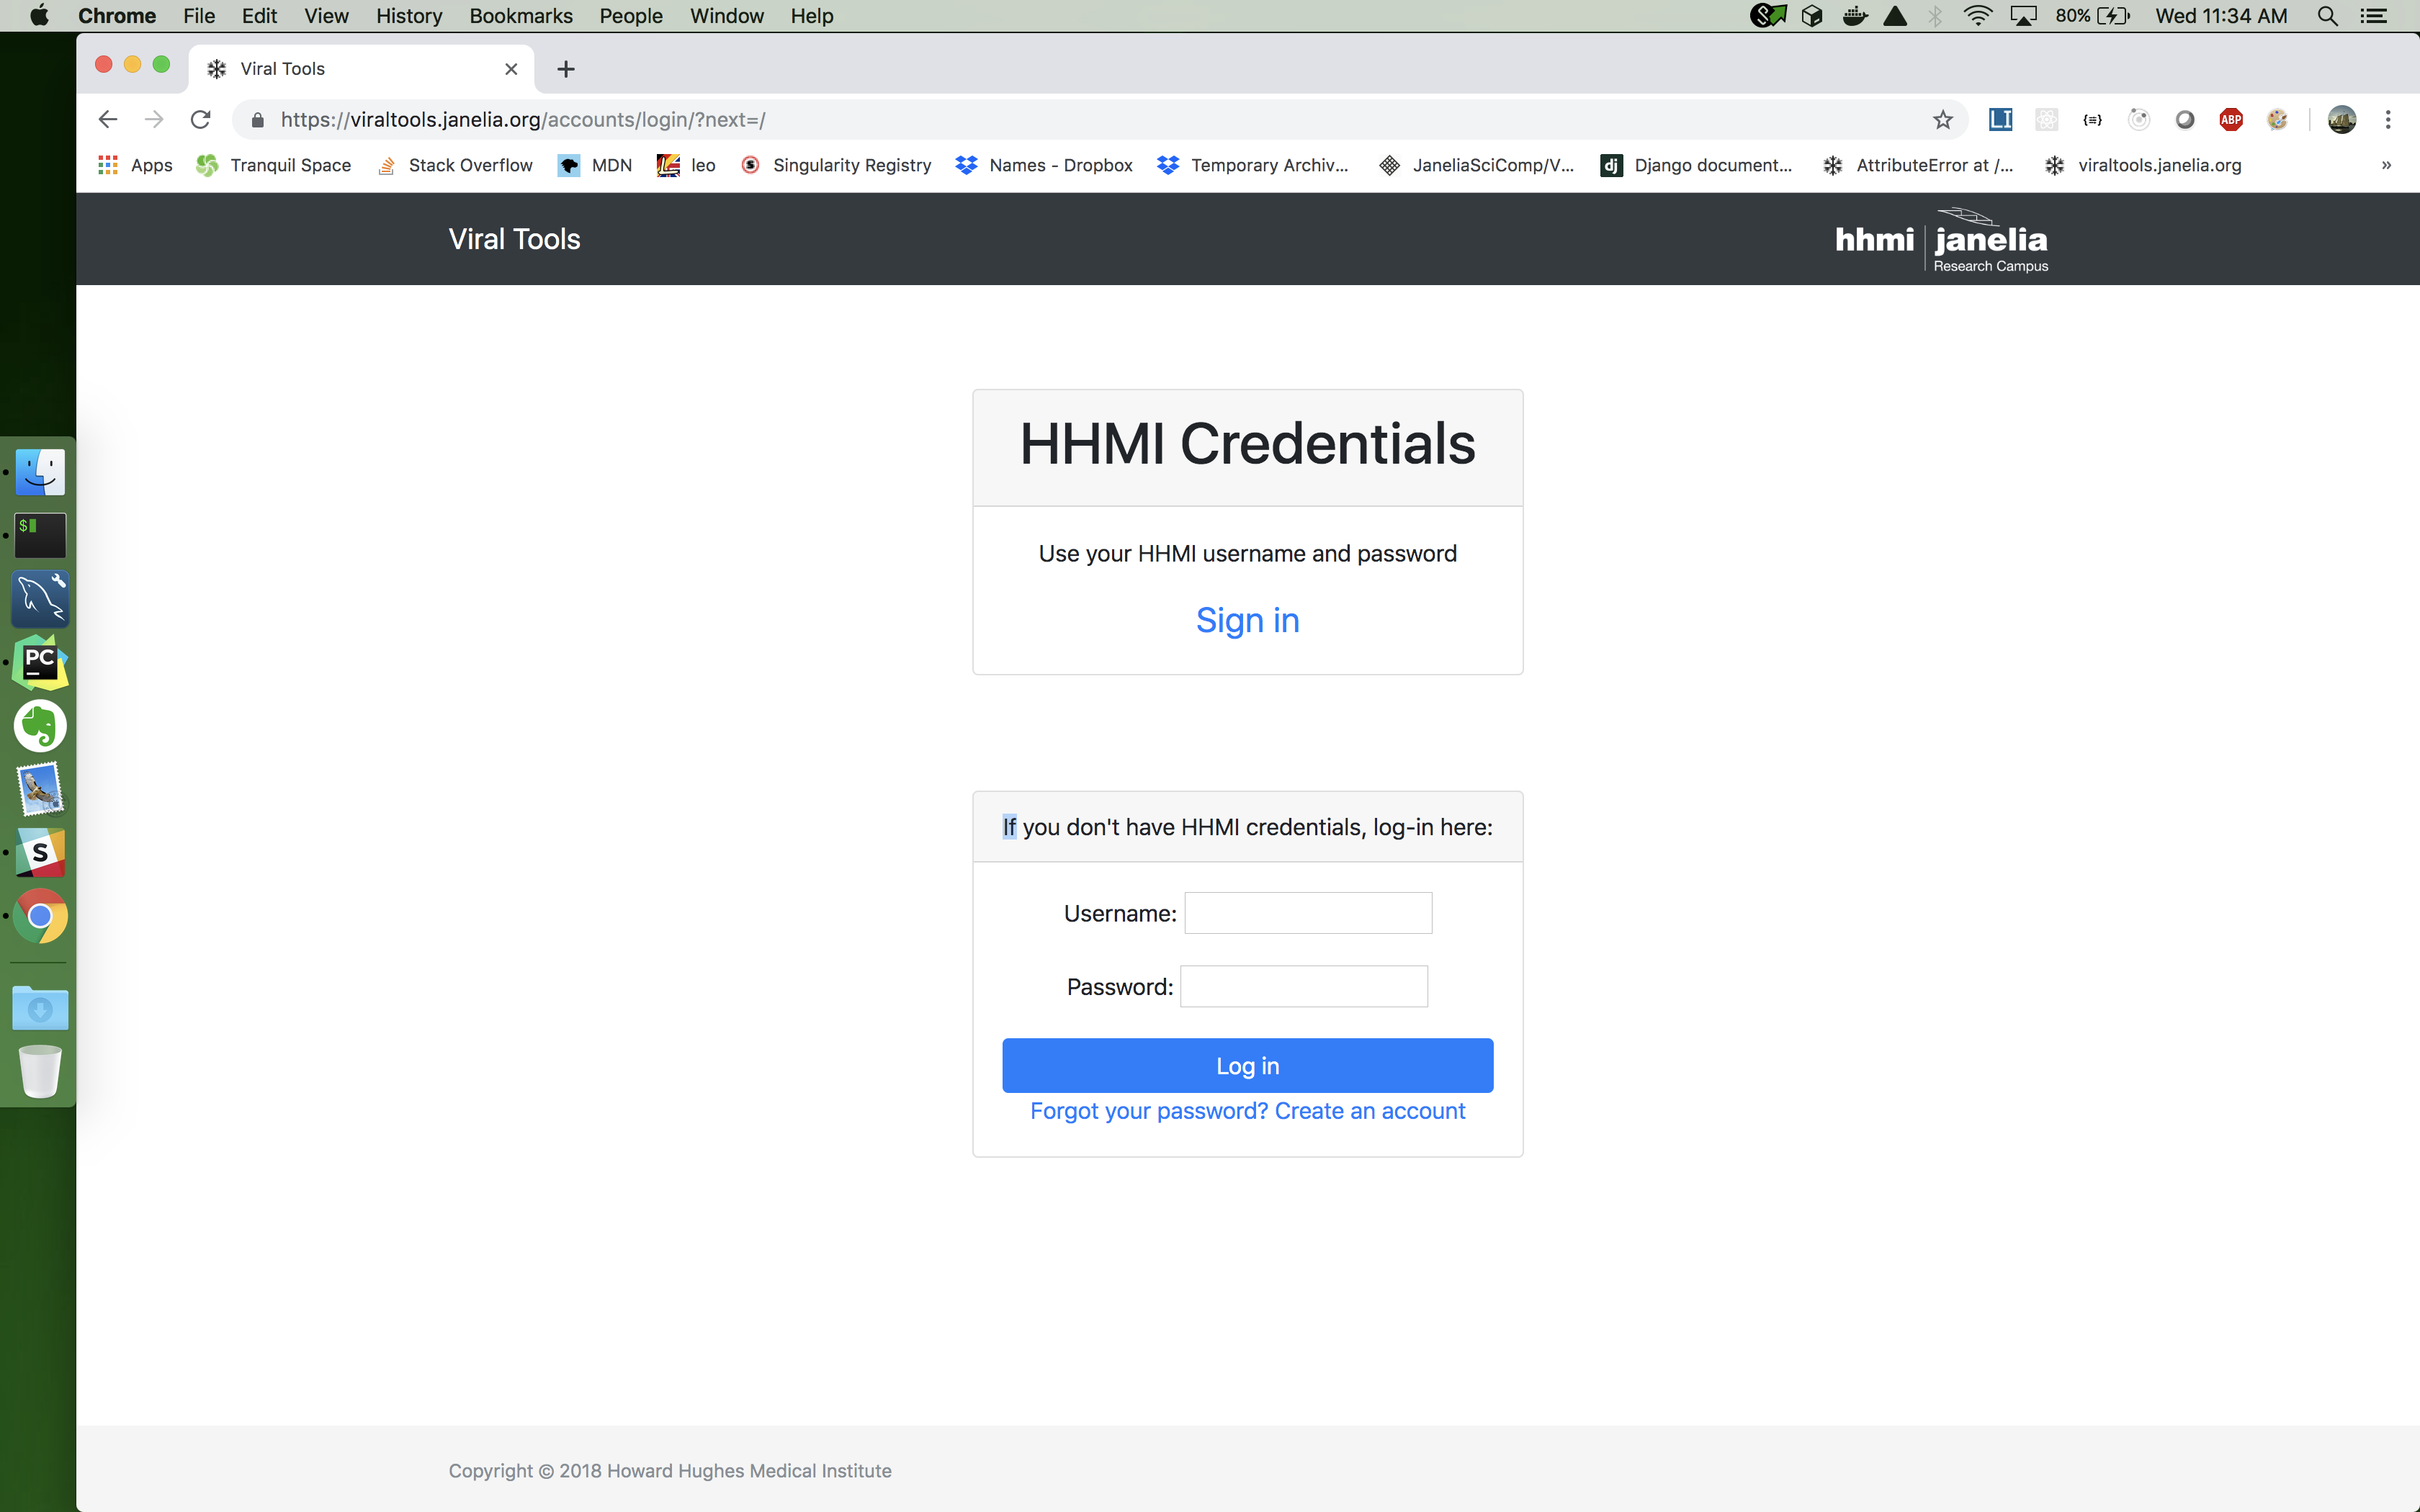 Chrome File Edit View History Bookmarks People Window Help 80% Wed 11:34 AM
Viral Tools
https://viraltools.janelia.org/accounts/login/?next=/ LI {≡} ABP
Apps Tranquil Space Stack Overflow MDN leo Singularity Registry Names - Dropbox Temporary Archiv... JaneliaSciComp/V... dj Django document... AttributeError at /... viraltools.janelia.org »
Viral Tools
hhmi janelia
Research Campus
HHMI Credentials
Use your HHMI username and password
Sign in
If you don't have HHMI credentials, log-in here:
Username:
Password:
Log in
Forgot your password? Create an account
Copyright © 2018 Howard Hughes Medical Institute
$
PC
S